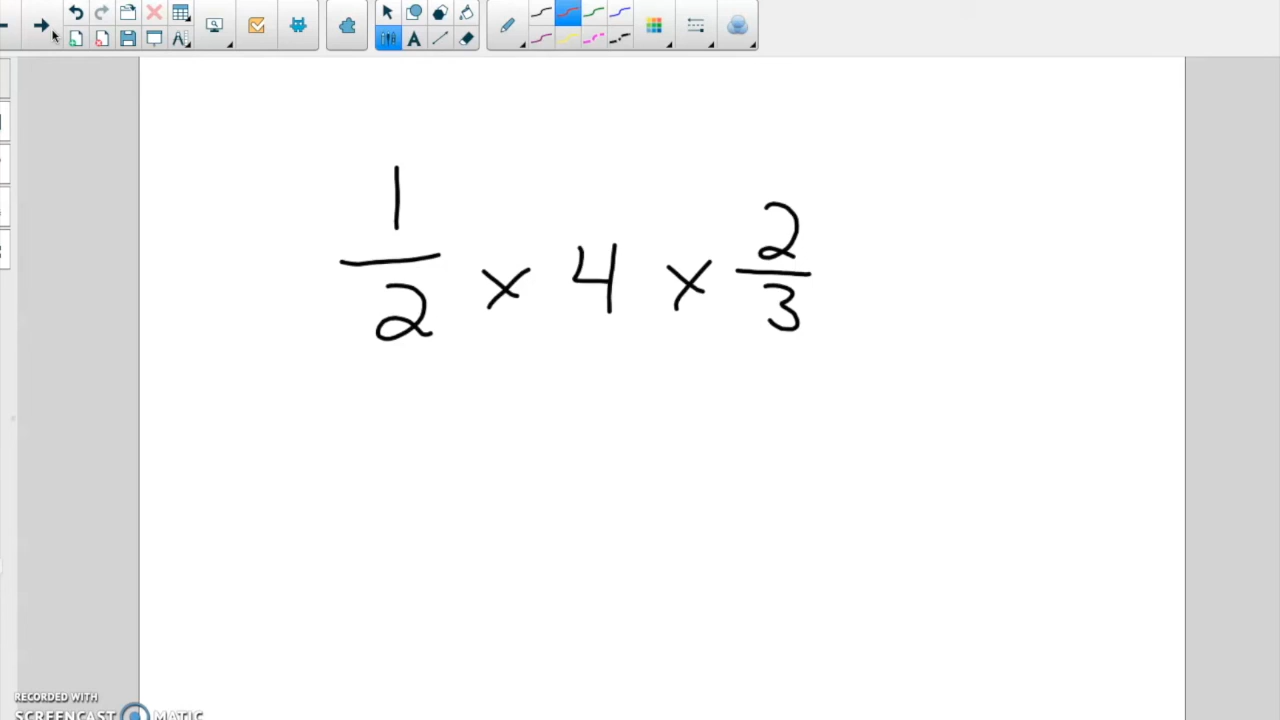 1/2 × 4 × 2/3
RECORDED WITH
SCREENCAST MATIC